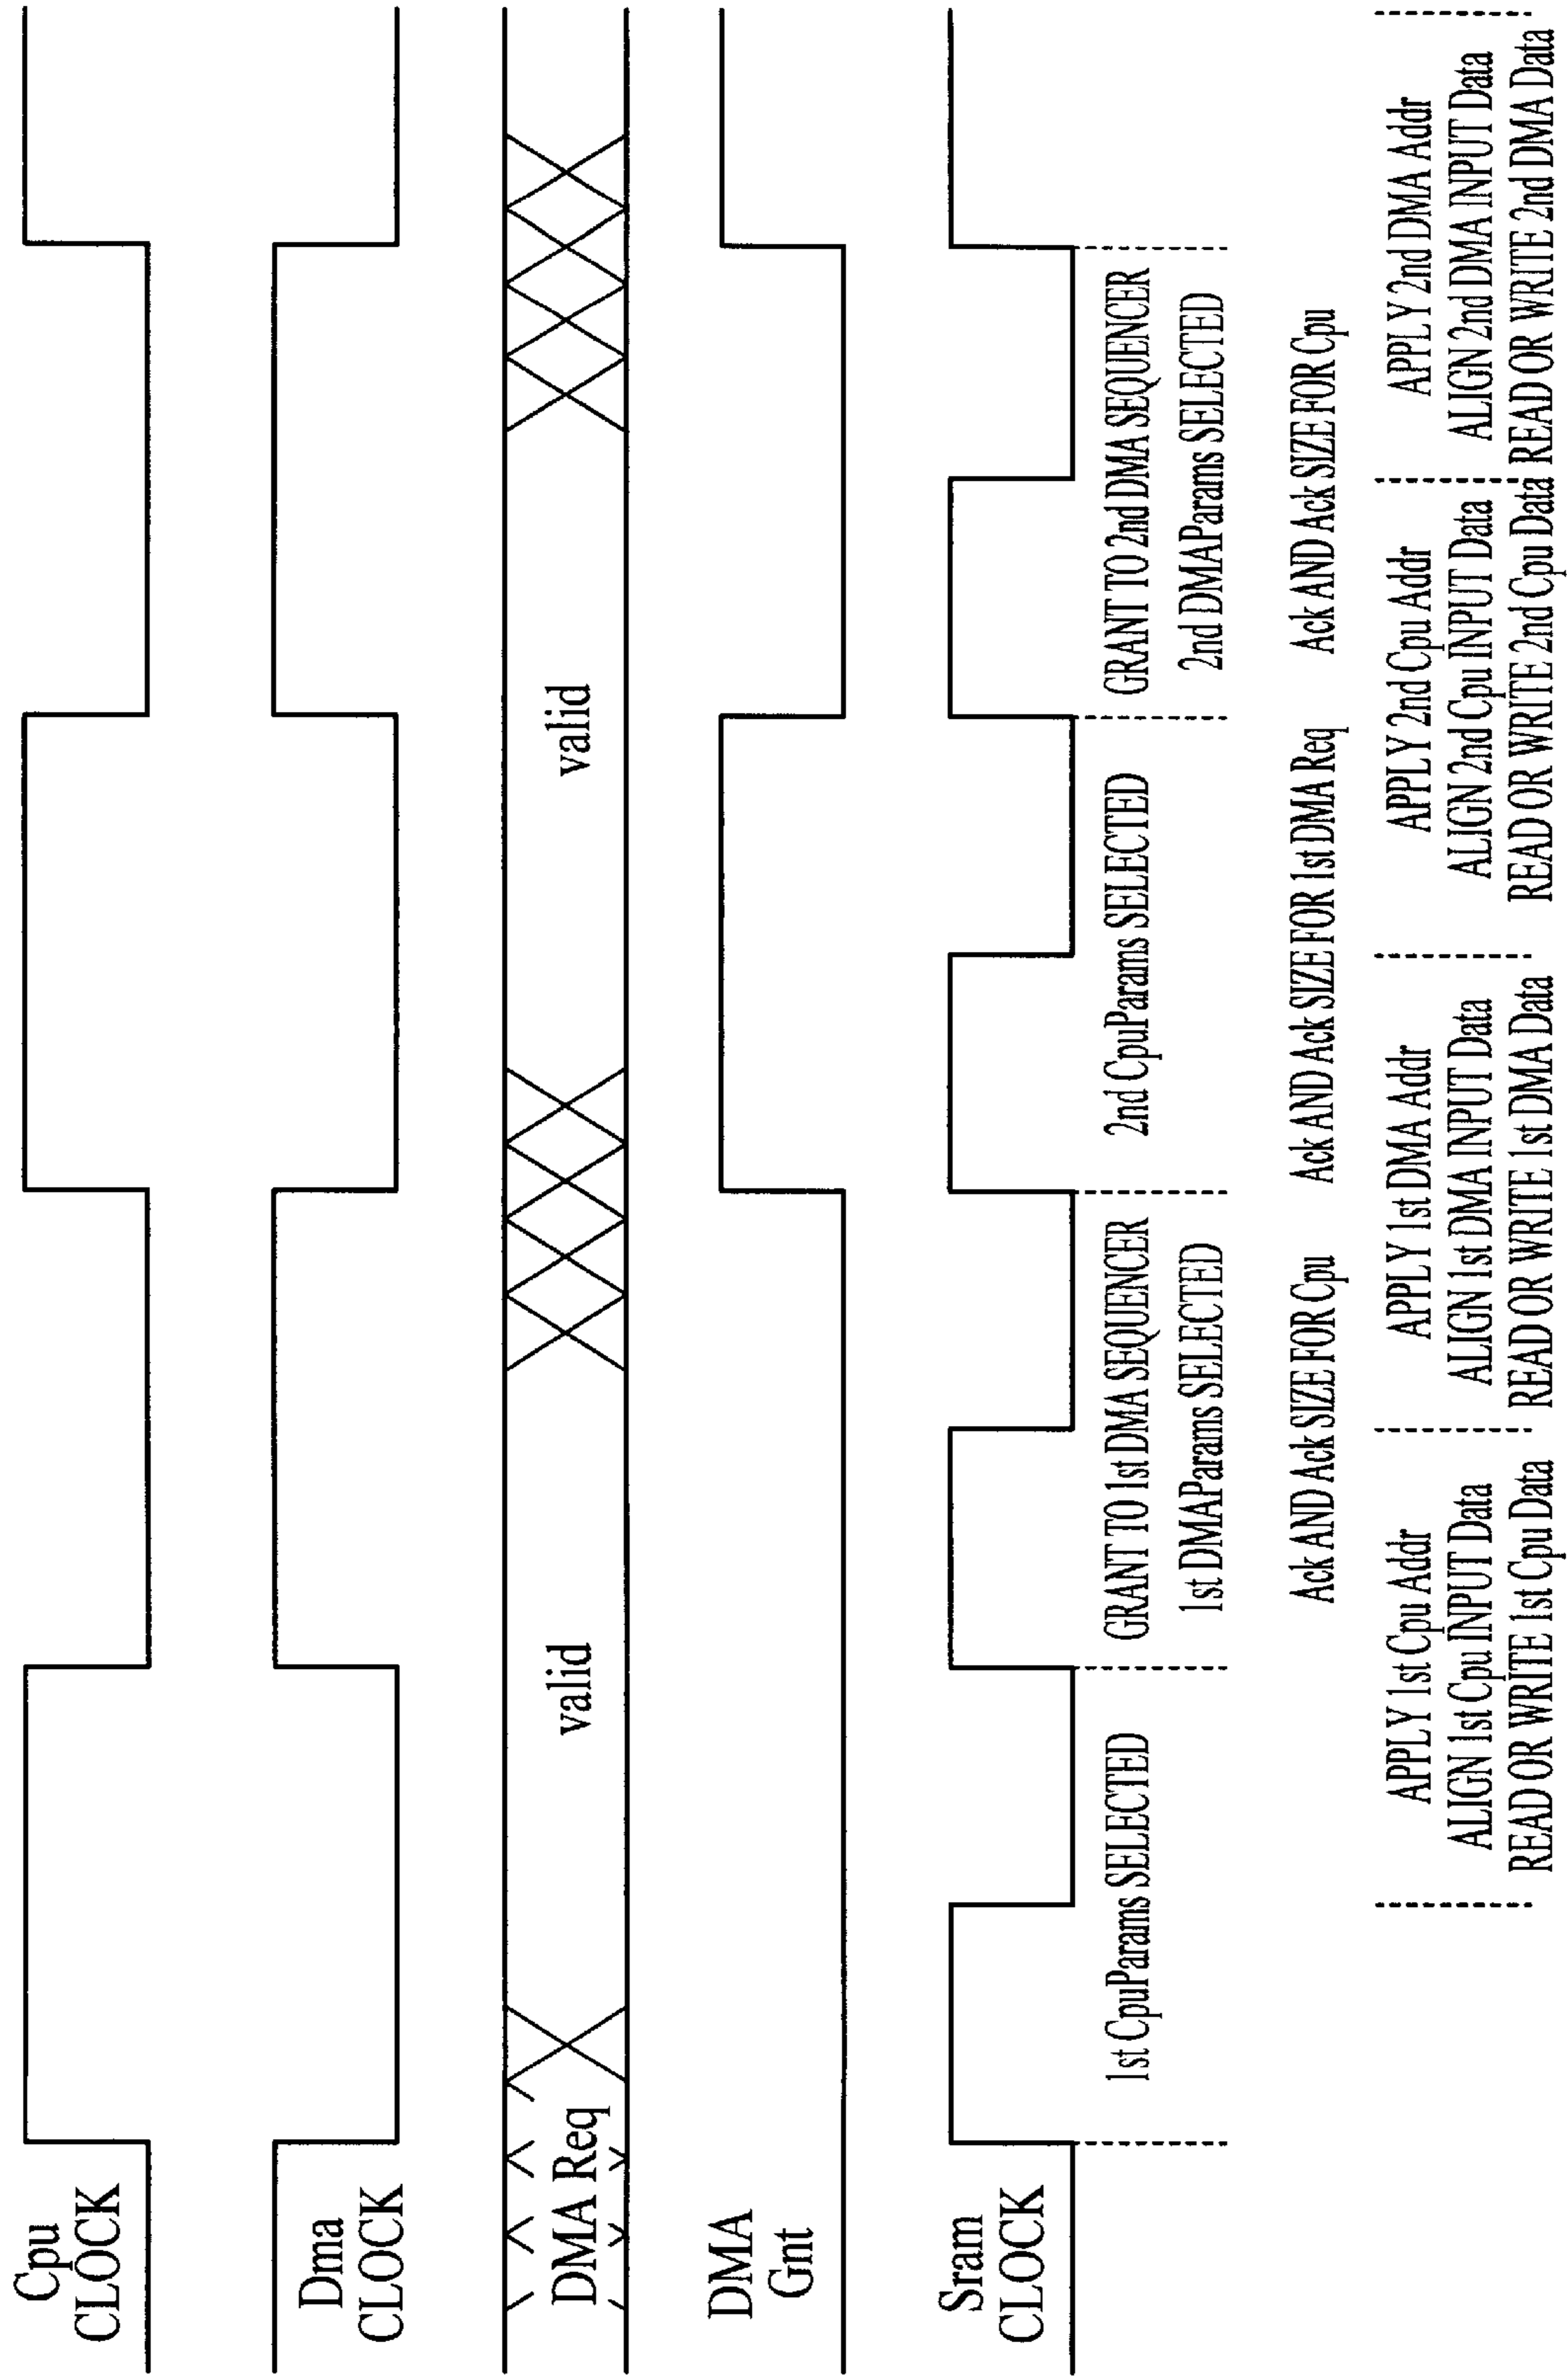 Cpu
CLOCK
Dma
CLOCK
DMA Req
valid
valid
DMA
Gnt
Sram
CLOCK
1st CpuParams SELECTED
GRANT TO 1st DMA SEQUENCER
1st DMAParams SELECTED
2nd CpuParams SELECTED
GRANT TO 2nd DMA SEQUENCER
2nd DMAParams SELECTED
Ack AND Ack SIZE FOR Cpu
Ack AND Ack SIZE FOR 1st DMA Req
Ack AND Ack SIZE FOR Cpu
APPLY 1st Cpu Addr
ALIGN 1st Cpu INPUT Data
READ OR WRITE 1st Cpu Data
APPLY 1st DMA Addr
ALIGN 1st DMA INPUT Data
READ OR WRITE 1st DMA Data
APPLY 2nd Cpu Addr
ALIGN 2nd Cpu INPUT Data
READ OR WRITE 2nd Cpu Data
APPLY 2nd DMA Addr
ALIGN 2nd DMA INPUT Data
READ OR WRITE 2nd DMA Data